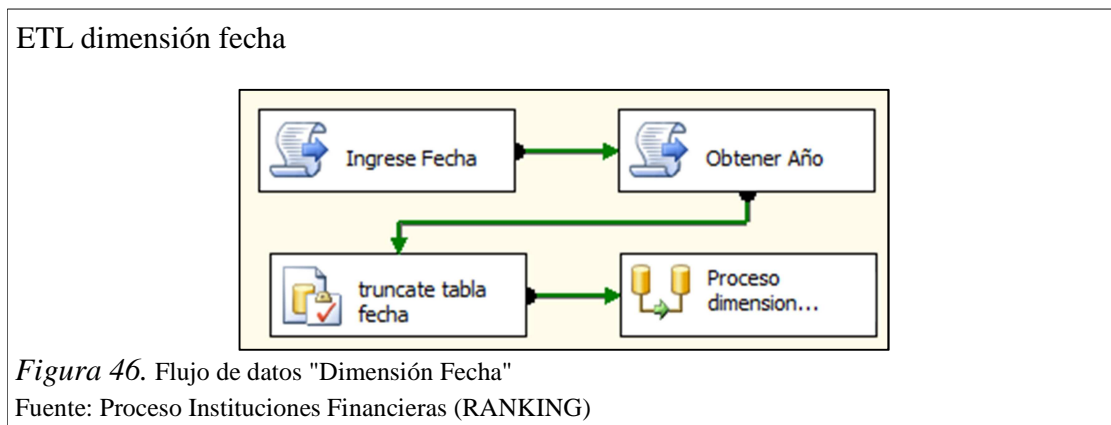 ETL dimensión fecha
Ingrese Fecha
Obtener Año
truncate tabla
fecha
Proceso
dimension...
Figura 46. Flujo de datos "Dimensión Fecha"
Fuente: Proceso Instituciones Financieras (RANKING)